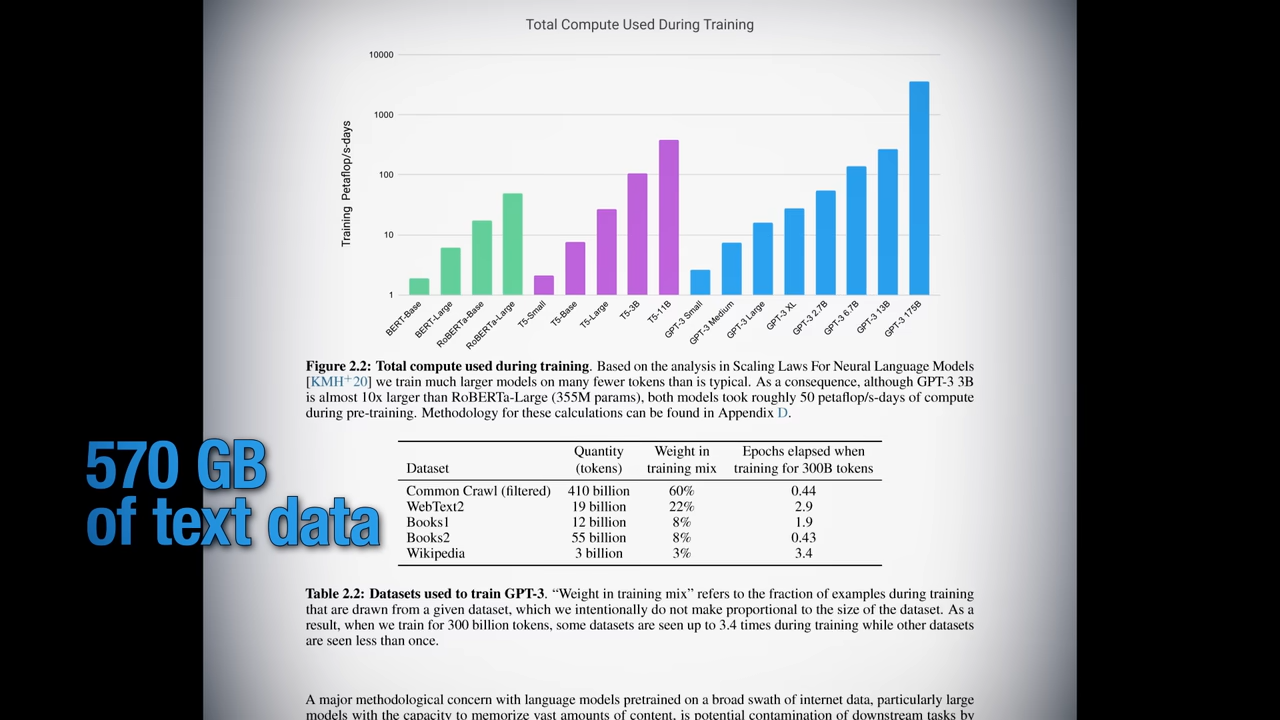 Total Compute Used During Training
10000
1000
100
10
1
Training Petaflop/s-days
BERT-Base
BERT-Large
RoBERTa-Base
RoBERTa-Large
T5-Small
T5-Base
T5-Large
T5-3B
T5-11B
GPT-3 Small
GPT-3 Medium
GPT-3 Large
GPT-3 XL
GPT-3 2.7B
GPT-3 6.7B
GPT-3 13B
GPT-3 175B
Figure 2.2: Total compute used during training. Based on the analysis in Scaling Laws For Neural Language Models
[KMH+20] we train much larger models on many fewer tokens than is typical. As a consequence, although GPT-3 3B
is almost 10x larger than RoBERTa-Large (355M params), both models took roughly 50 petaflop/s-days of compute
during pre-training. Methodology for these calculations can be found in Appendix D.
570 GB
of text data
Dataset Quantity (tokens) Weight in training mix Epochs elapsed when training for 300B tokens
Common Crawl (filtered) 410 billion 60% 0.44
WebText2 19 billion 22% 2.9
Books1 12 billion 8% 1.9
Books2 55 billion 8% 0.43
Wikipedia 3 billion 3% 3.4
Table 2.2: Datasets used to train GPT-3. “Weight in training mix” refers to the fraction of examples during training
that are drawn from a given dataset, which we intentionally do not make proportional to the size of the dataset. As a
result, when we train for 300 billion tokens, some datasets are seen up to 3.4 times during training while other datasets
are seen less than once.
A major methodological concern with language models pretrained on a broad swath of internet data, particularly large
models with the capacity to memorize vast amounts of content, is potential contamination of downstream tasks by